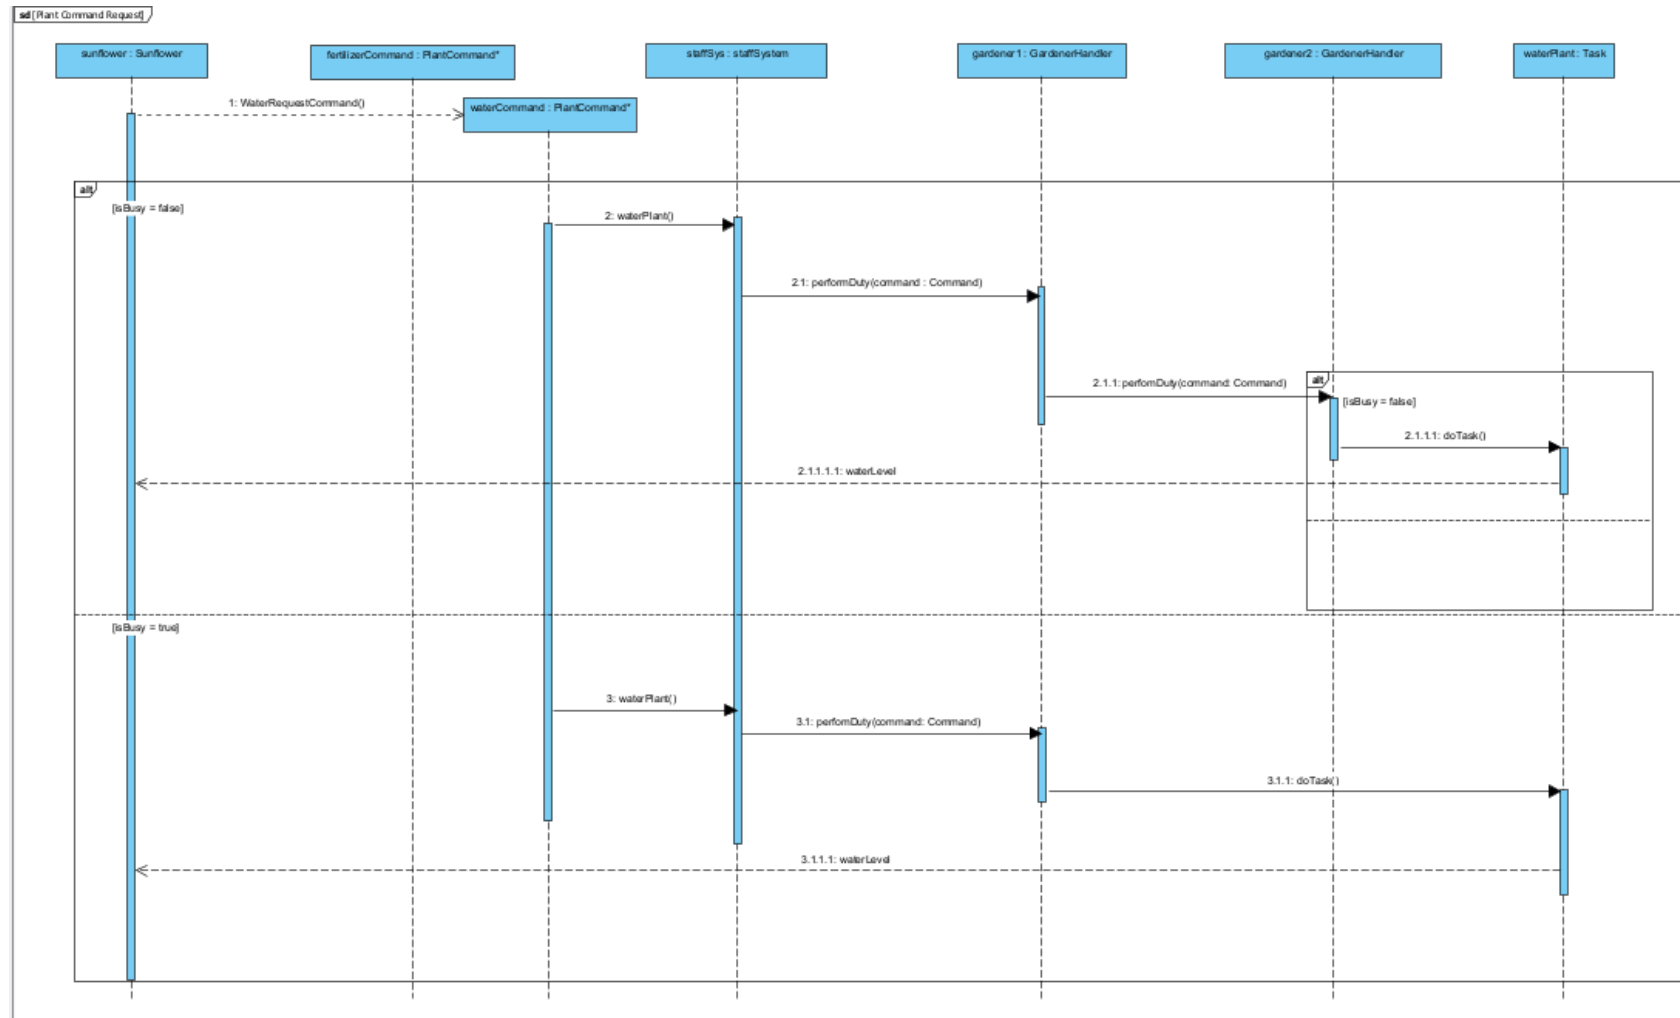 sd [Plant Command Request]
sunflower : Sunflower
fertilizerCommand : PlantCommand*
staffSys : staffSystem
gardener1 : GardenerHandler
gardener2 : GardenerHandler
waterPlant : Task
1: WaterRequestCommand()
waterCommand : PlantCommand*
alt
[isBusy = false]
2: waterPlant()
2.1: performDuty(command : Command)
2.1.1: perfomDuty(command: Command)
alt
[isBusy = false]
2.1.1.1: doTask()
2.1.1.1.1: waterLevel
[isBusy = true]
3: waterPlant()
3.1: perfomDuty(command: Command)
3.1.1: doTask()
3.1.1.1: waterLevel